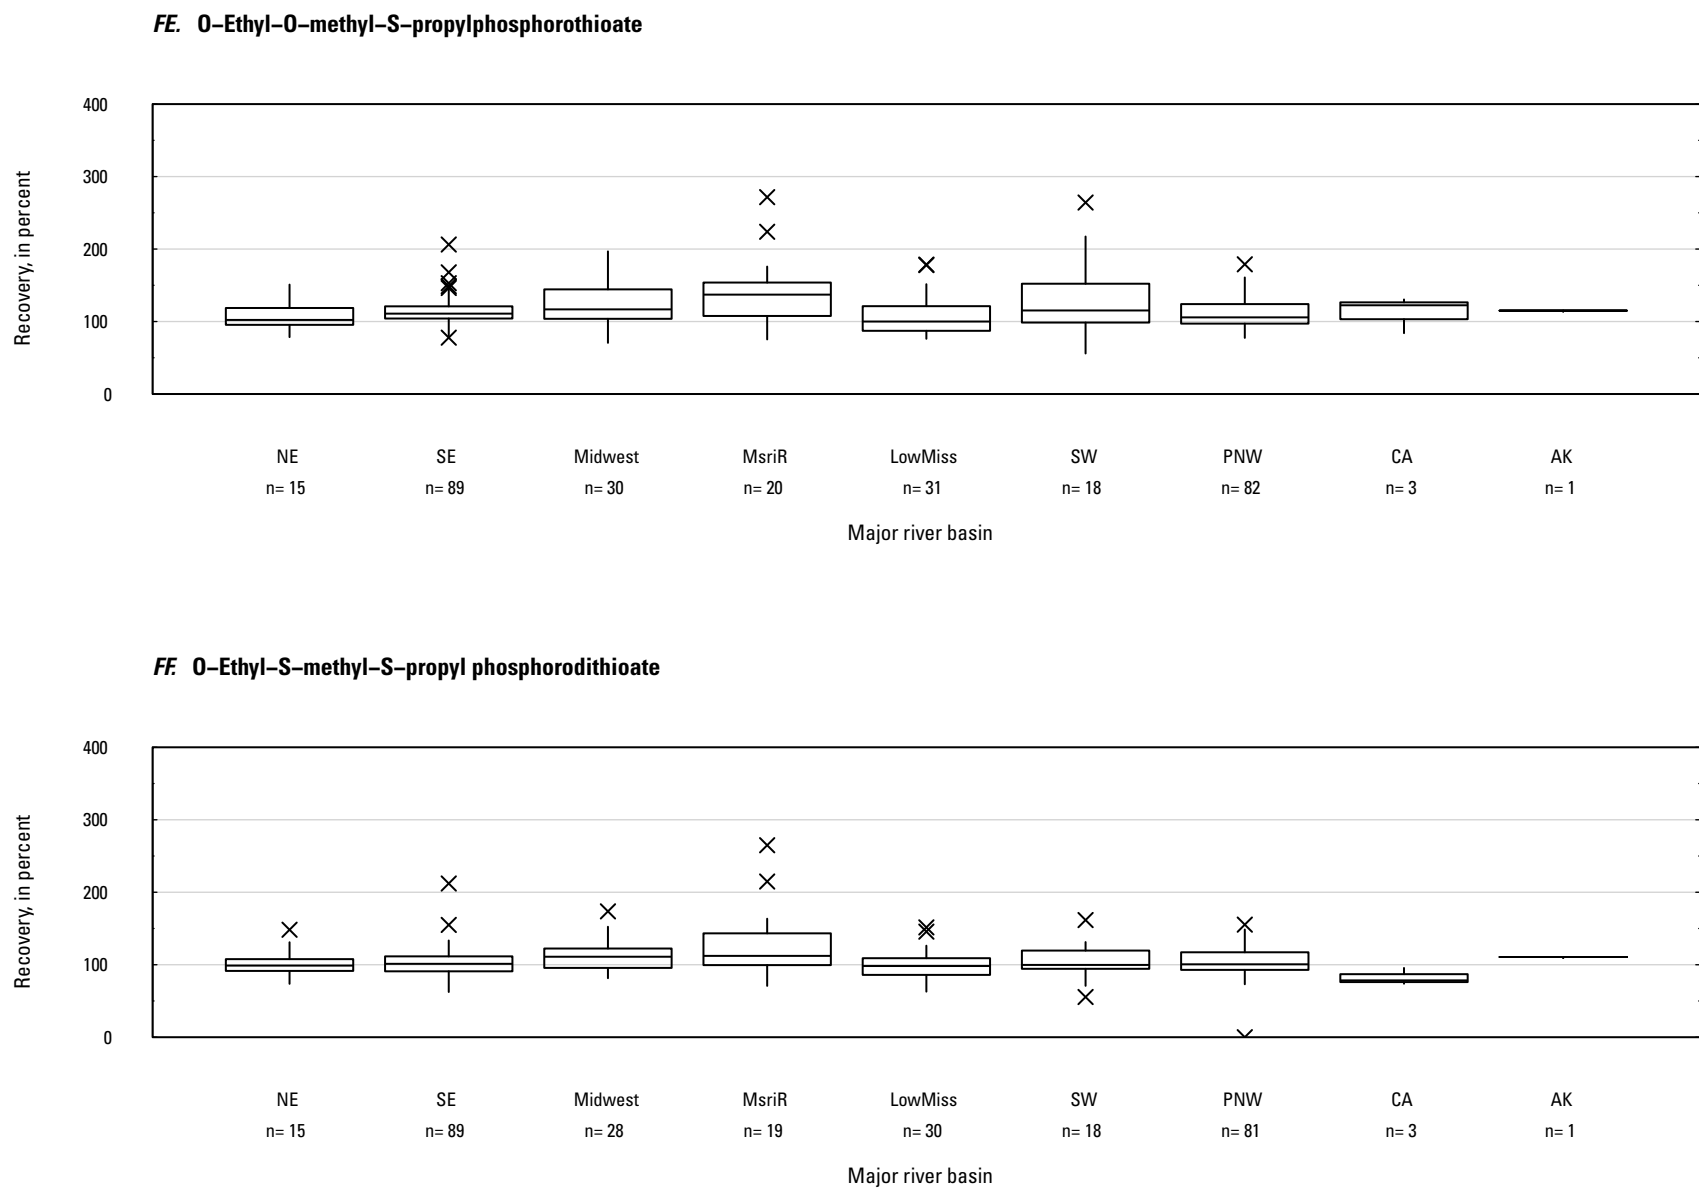 FE. O–Ethyl–O–methyl–S–propylphosphorothioate
400
300
200
100
0
Recovery, in percent
NE SE Midwest MsriR LowMiss SW PNW CA AK
n= 15 n= 89 n= 30 n= 20 n= 31 n= 18 n= 82 n= 3 n= 1
Major river basin
FF. O–Ethyl–S–methyl–S–propyl phosphorodithioate
400
300
200
100
0
Recovery, in percent
NE SE Midwest MsriR LowMiss SW PNW CA AK
n= 15 n= 89 n= 28 n= 19 n= 30 n= 18 n= 81 n= 3 n= 1
Major river basin